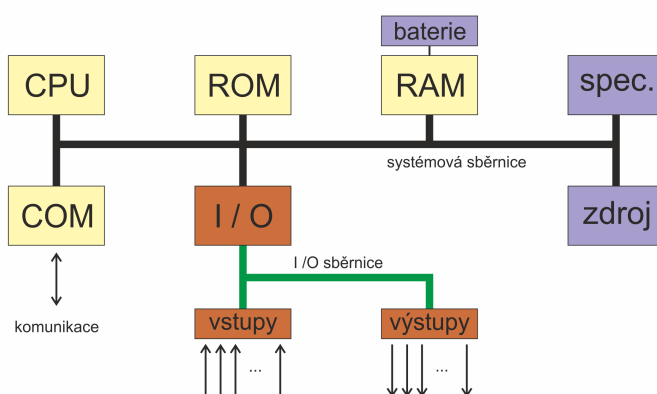 baterie
CPU
ROM
RAM
spec.
systémová sběrnice
COM
I / O
zdroj
I /O sběrnice
komunikace
vstupy
výstupy
...
...